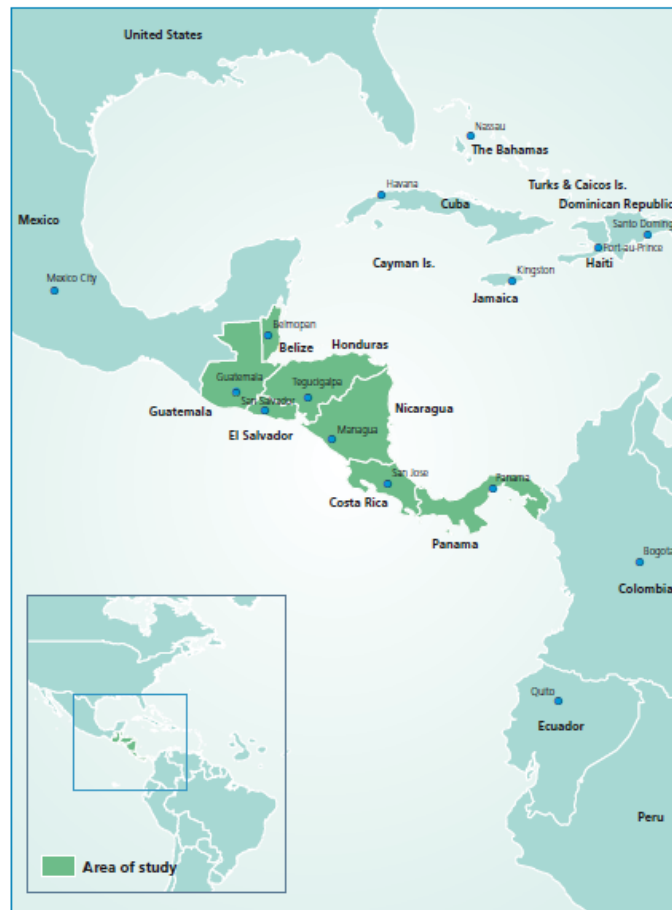 United States
Nassau
The Bahamas
Turks & Caicos Is.
Havana
Cuba
Dominican Republic
Santo Doming
Mexico
Port-au-Prince
Haiti
Cayman Is.
Kingston
Jamaica
Mexico City
Belmopan
Belize
Honduras
Guatemala
Tegucigalpe
San Salvador
Guatemala
Nicaragua
El Salvador
Managua
San Jose
Panama
Costa Rica
Panama
Bogota
Colombia
Quito
Ecuador
Peru
Area of study